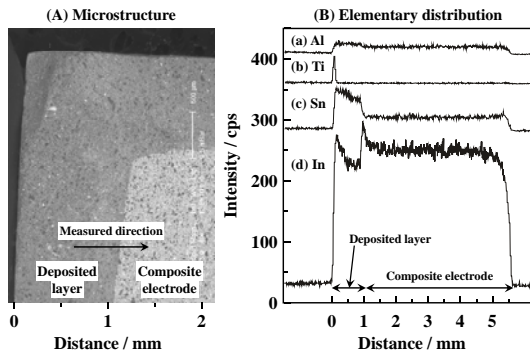 (A) Microstructure
500 µm
Measured direction
Deposited
layer
Composite
electrode
0
1
2
Distance / mm
(B) Elementary distribution
(a) Al
(b) Ti
(c) Sn
(d) In
400
300
200
100
0
Intensity / cps
Deposited layer
Composite electrode
0
1
2
3
4
5
Distance / mm